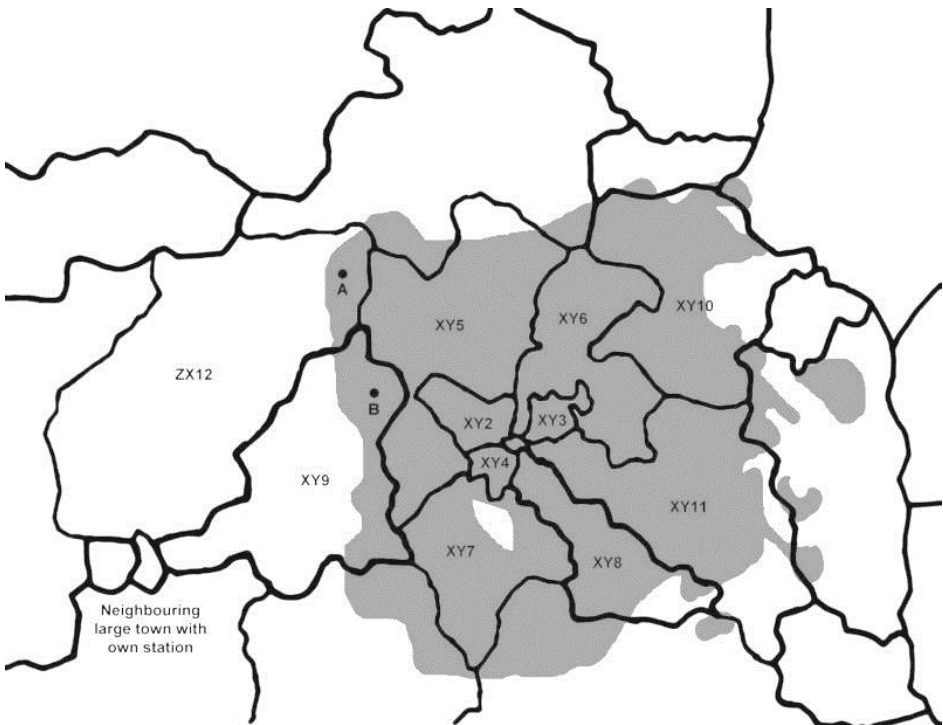 A
XY5
XY6
XY10
ZX12
B
XY2
XY3
XY4
XY9
XY11
XY7
XY8
Neighbouring
large town with
own station